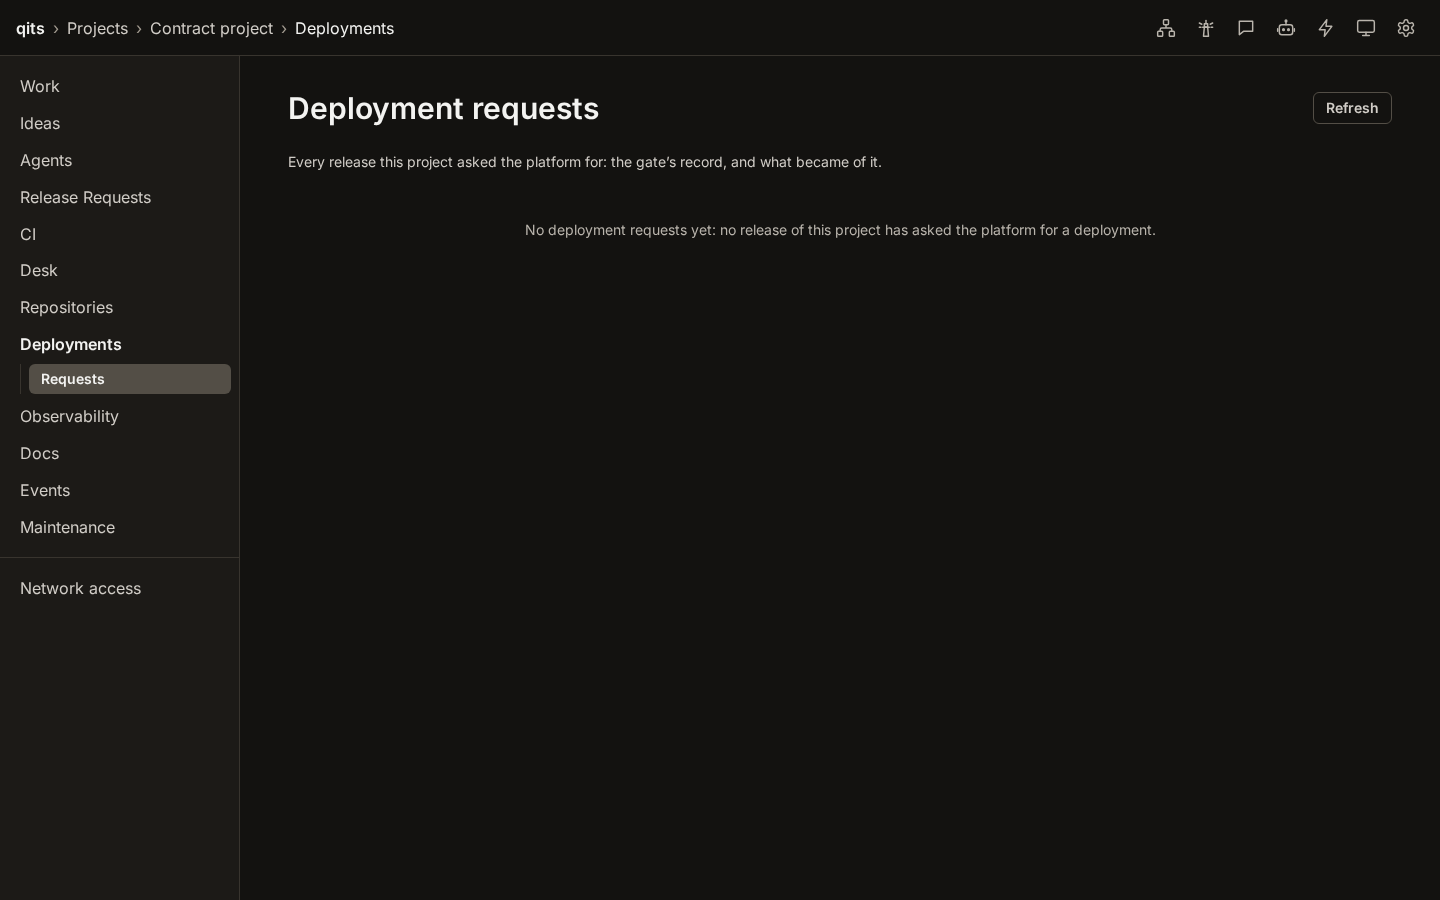 qits › Projects › Contract project › Deployments
Work
Ideas
Agents
Release Requests
CI
Desk
Repositories
Deployments
Requests
Observability
Docs
Events
Maintenance
Network access
Deployment requests
Refresh
Every release this project asked the platform for: the gate’s record, and what became of it.
No deployment requests yet: no release of this project has asked the platform for a deployment.